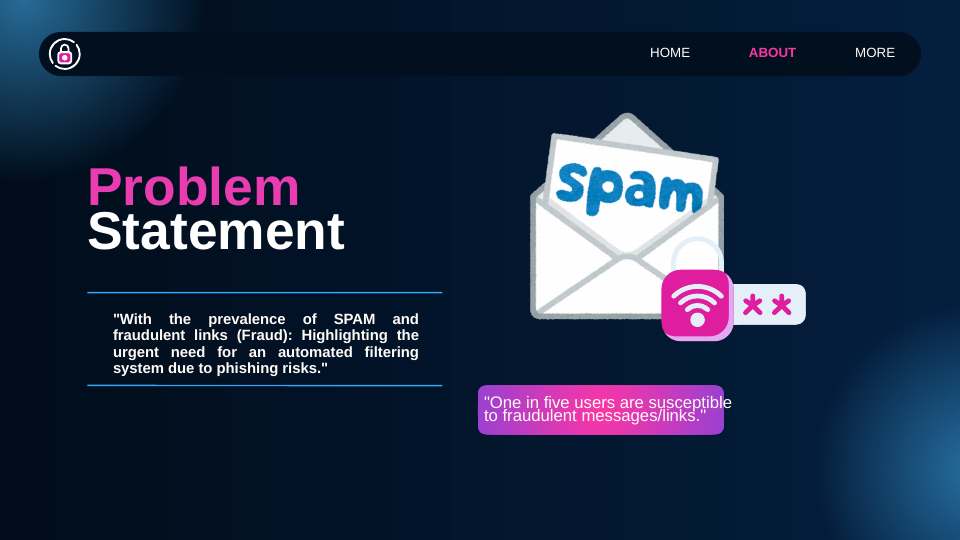 HOME ABOUT MORE
Problem
Statement
spam
"With the prevalence of SPAM and
fraudulent links (Fraud): Highlighting the
urgent need for an automated filtering
system due to phishing risks."
* *
"One in five users are susceptible
to fraudulent messages/links."